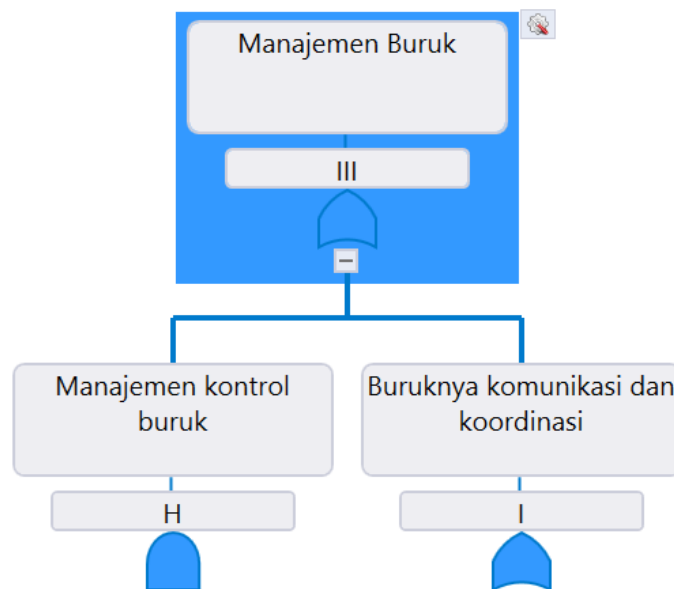 Manajemen Buruk
III
Manajemen kontrol
buruk
H
Buruknya komunikasi dan
koordinasi
I